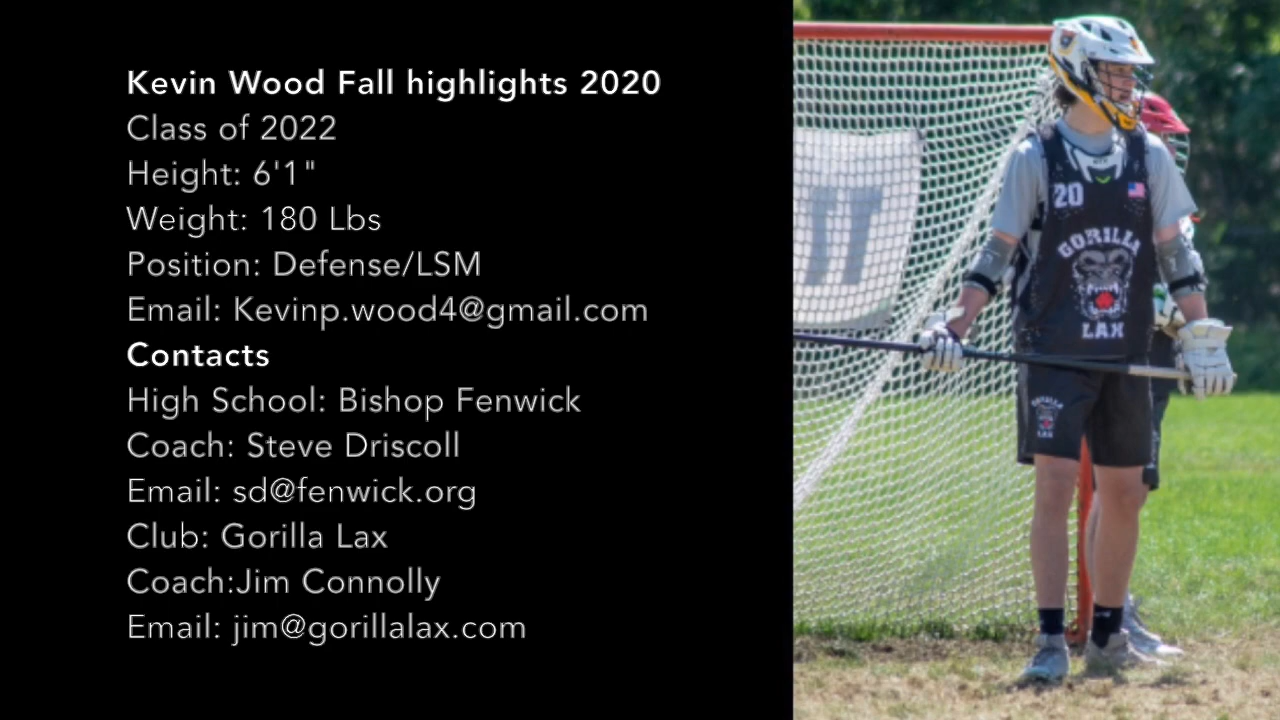 Kevin Wood Fall highlights 2020
Class of 2022
Height: 6'1"
Weight: 180 Lbs
Position: Defense/LSM
Email: Kevinp.wood4@gmail.com
Contacts
High School: Bishop Fenwick
Coach: Steve Driscoll
Email: sd@fenwick.org
Club: Gorilla Lax
Coach:Jim Connolly
Email: jim@gorillalax.com
20
GORILLA
LAX
GORILLA
LAX